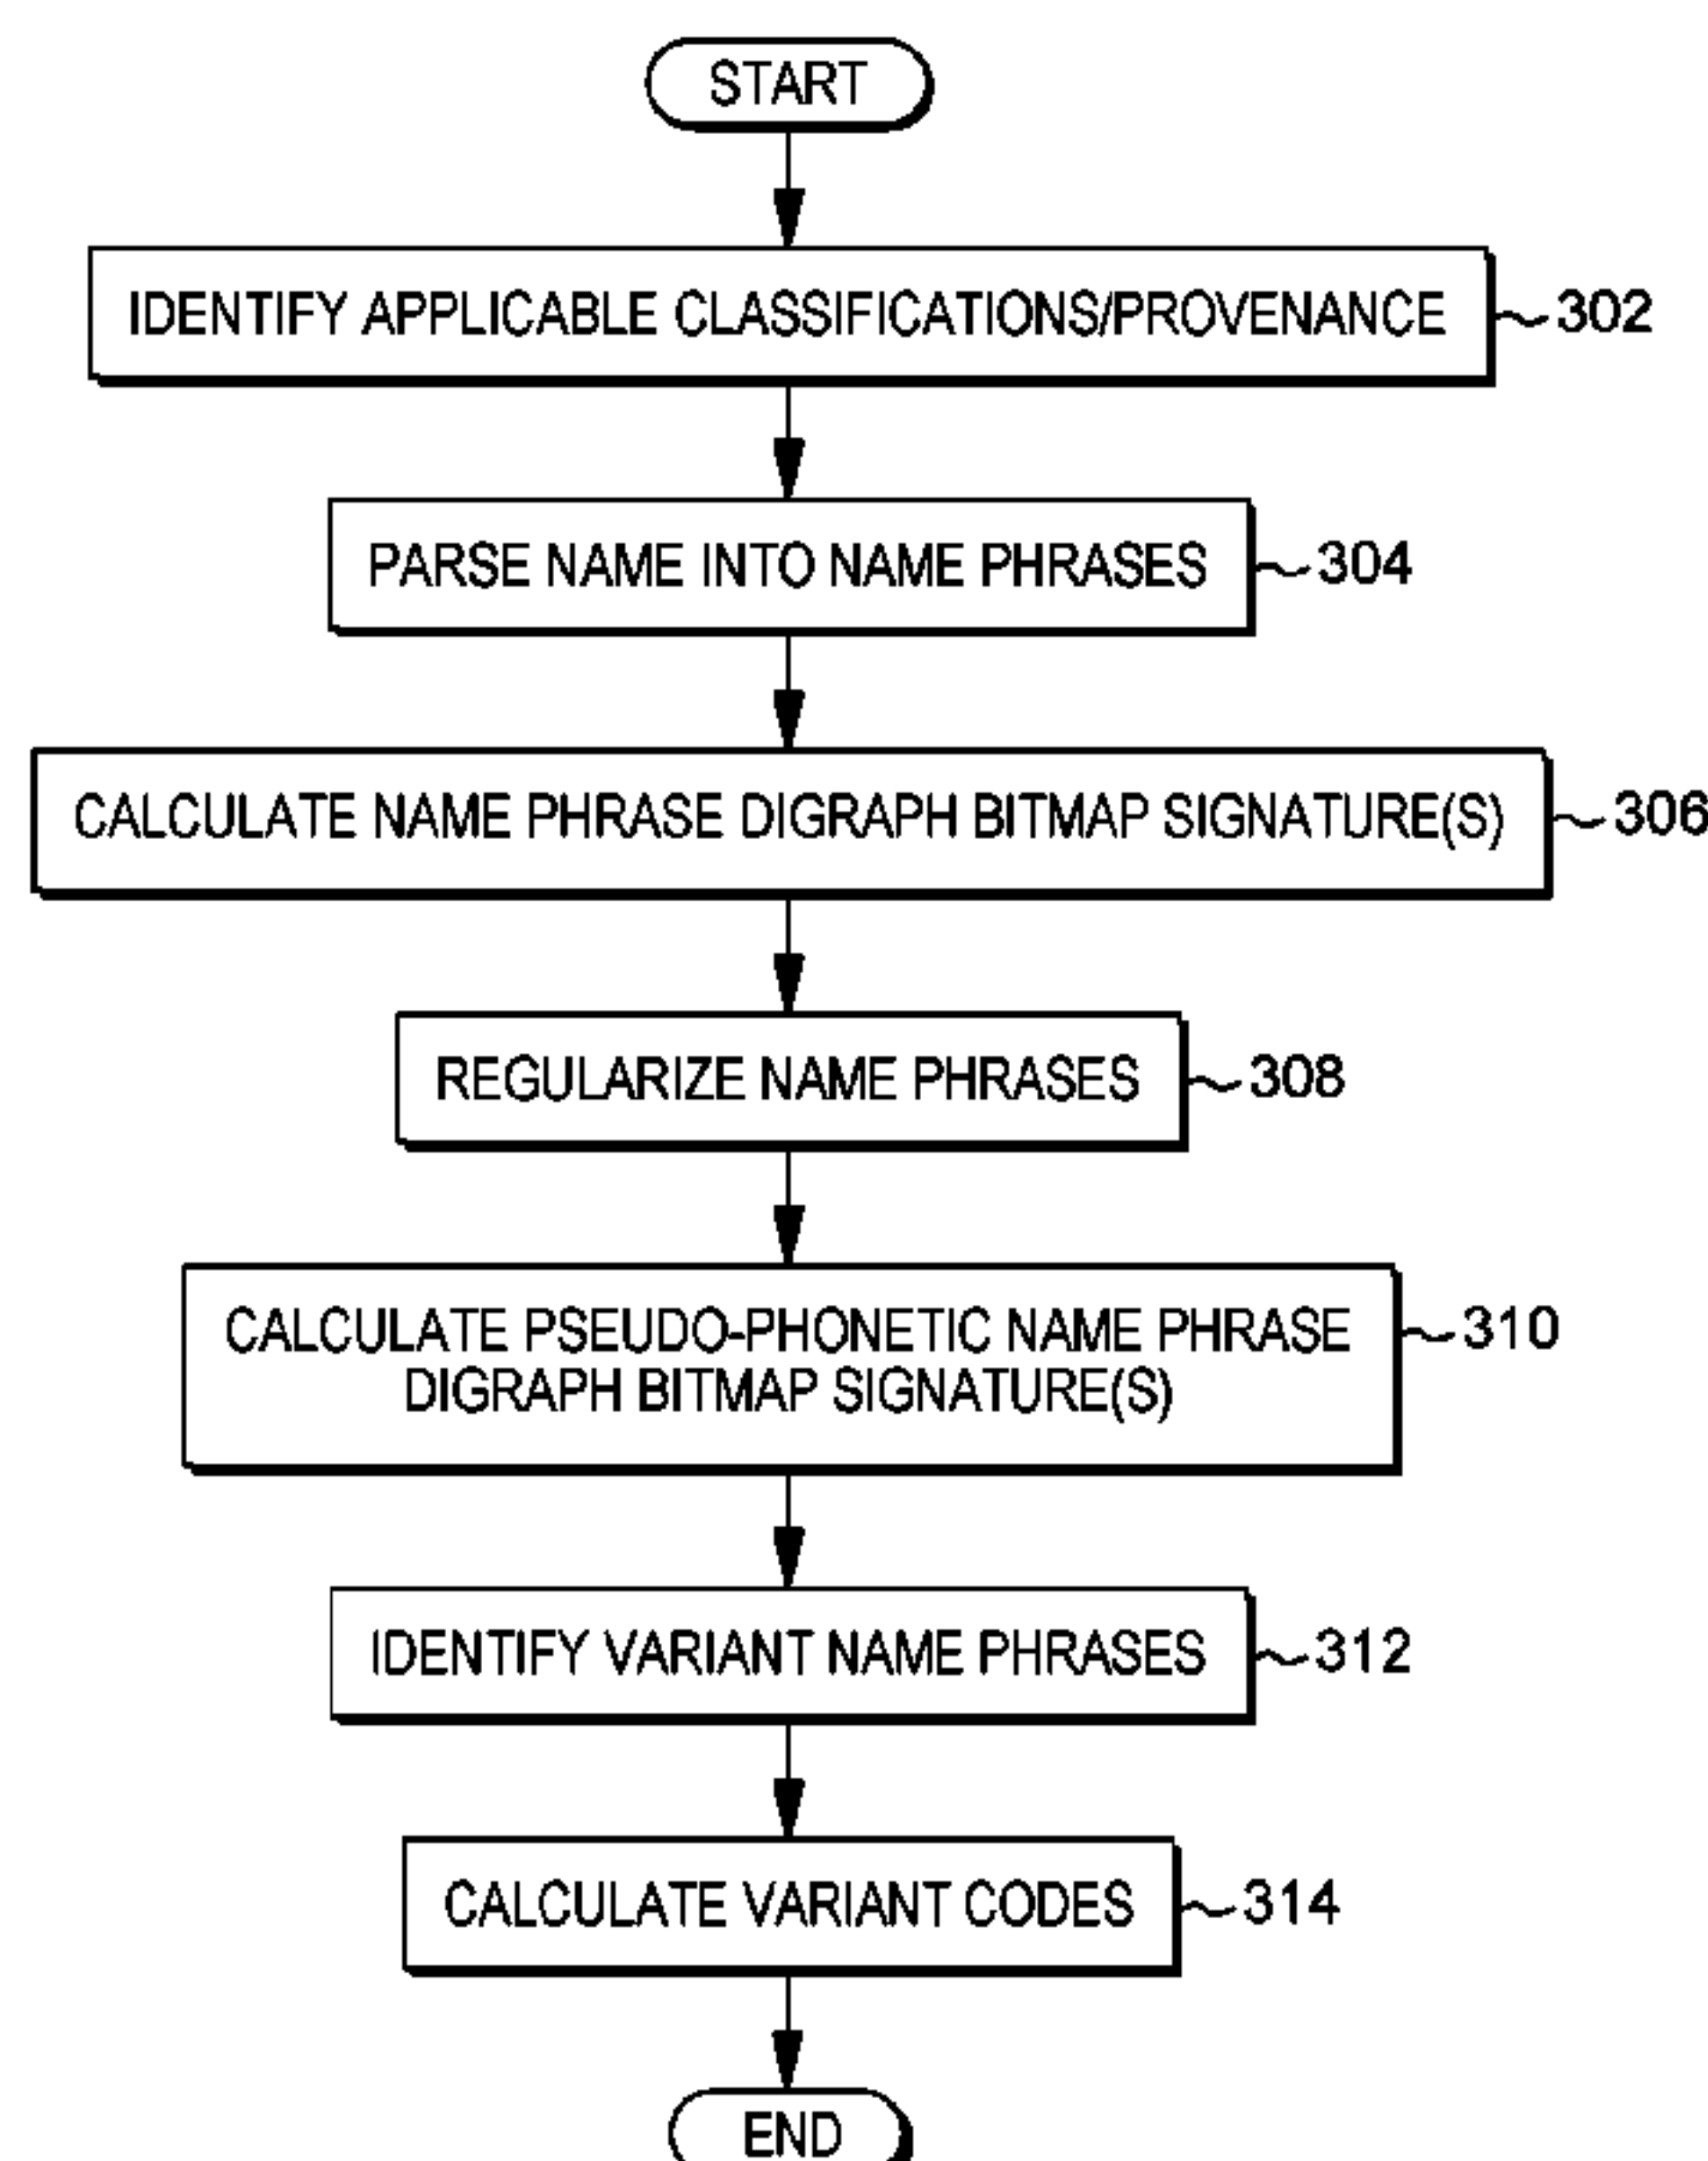 START
IDENTIFY APPLICABLE CLASSIFICATIONS/PROVENANCE
302
PARSE NAME INTO NAME PHRASES
304
CALCULATE NAME PHRASE DIGRAPH BITMAP SIGNATURE(S)
306
REGULARIZE NAME PHRASES
308
CALCULATE PSEUDO-PHONETIC NAME PHRASE
DIGRAPH BITMAP SIGNATURE(S)
310
IDENTIFY VARIANT NAME PHRASES
312
CALCULATE VARIANT CODES
314
END